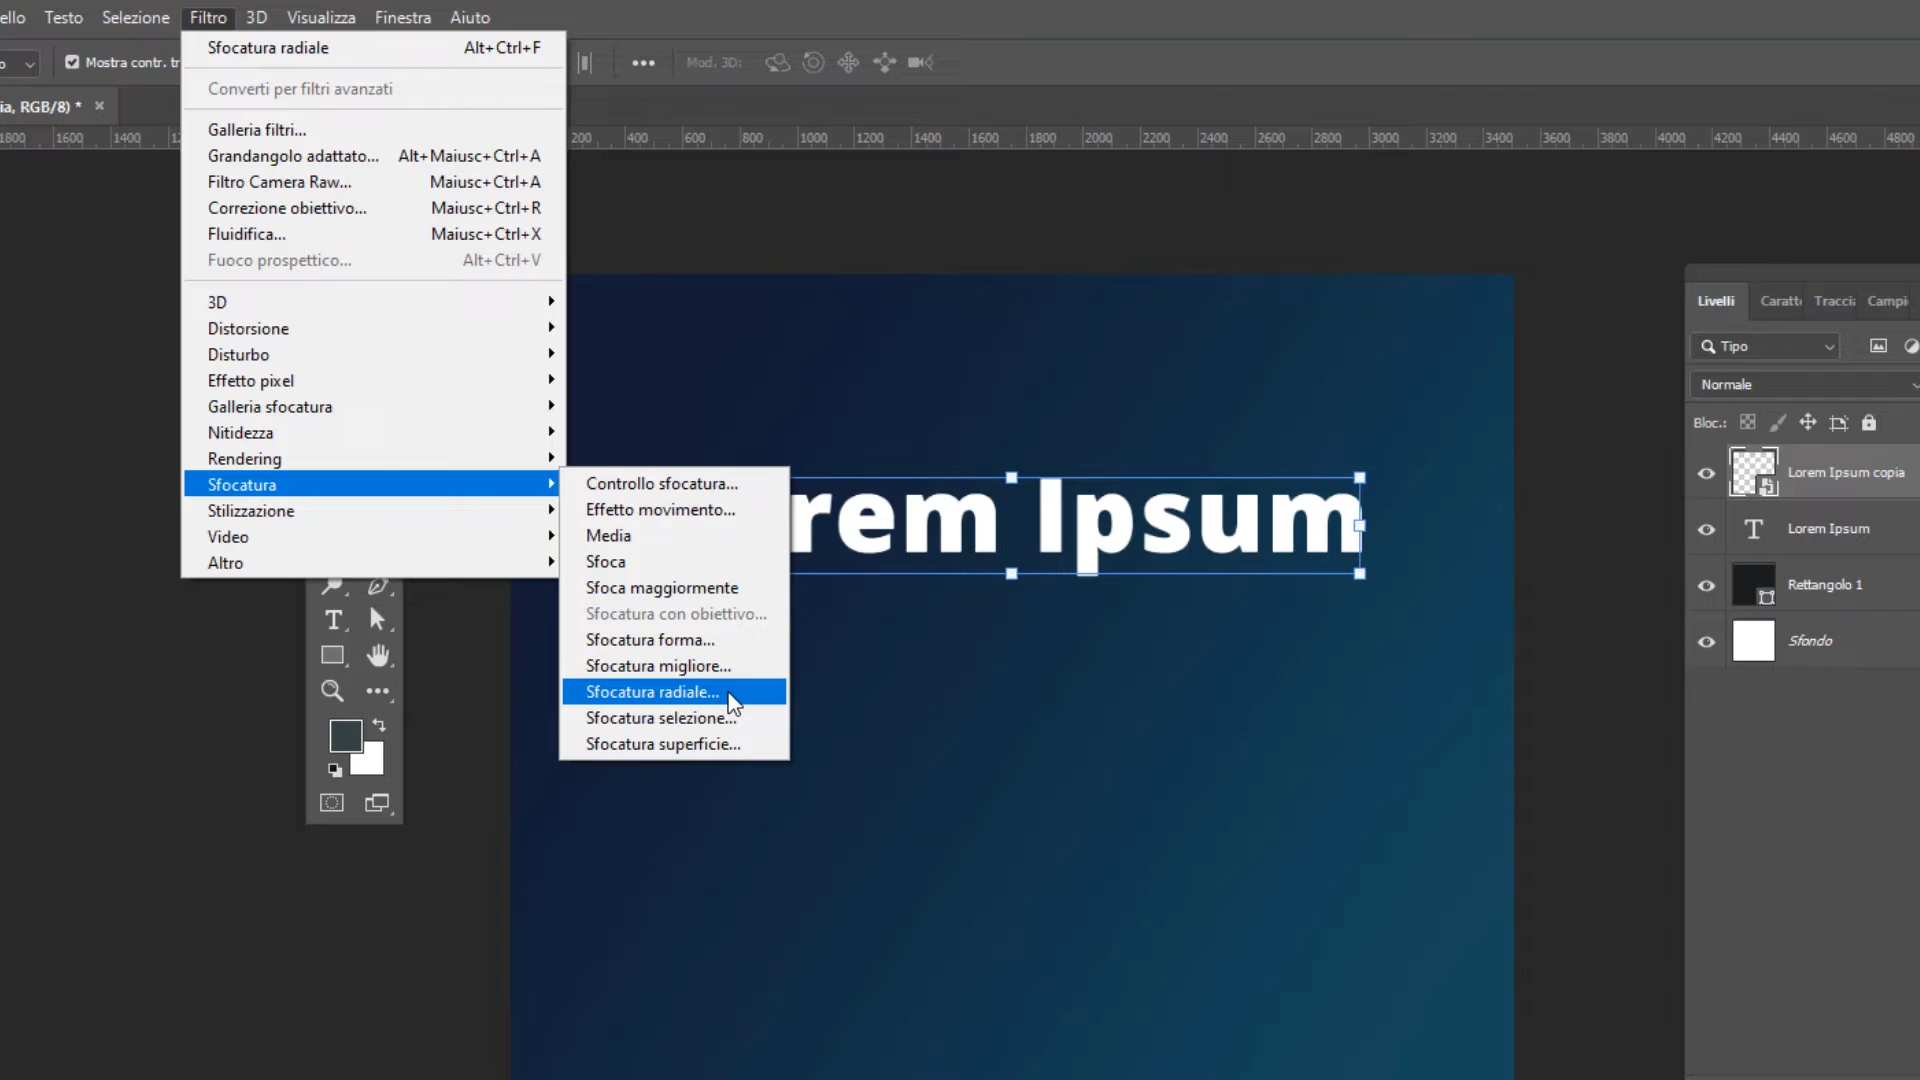 ello Testo Selezione Filtro 3D Visualizza Finestra Aiuto
o Mostra contr. tr Mod. 3D:
ia, RGB/8) * ×
1800 1600 1400 12 200 400 600 800 1000 1200 1400 1600 1800 2000 2200 2400 2600 2800 3000 3200 3400 3600 3800 4000 4200 4400 4600 4800
Sfocatura radiale Alt+Ctrl+F
Converti per filtri avanzati
Galleria filtri...
Grandangolo adattato... Alt+Maiusc+Ctrl+A
Filtro Camera Raw... Maiusc+Ctrl+A
Correzione obiettivo... Maiusc+Ctrl+R
Fluidifica... Maiusc+Ctrl+X
Fuoco prospettico... Alt+Ctrl+V
3D
Distorsione
Disturbo
Effetto pixel
Galleria sfocatura
Nitidezza
Rendering
Sfocatura
Stilizzazione
Video
Altro
Controllo sfocatura...
Effetto movimento...
Media
Sfoca
Sfoca maggiormente
Sfocatura con obiettivo...
Sfocatura forma...
Sfocatura migliore...
Sfocatura radiale...
Sfocatura selezione...
Sfocatura superficie...
rem Ipsum
Livelli Caratt Traccia Campi
Tipo
Normale
Bloc.:
Lorem Ipsum copia
T Lorem Ipsum
Rettangolo 1
Sfondo
T